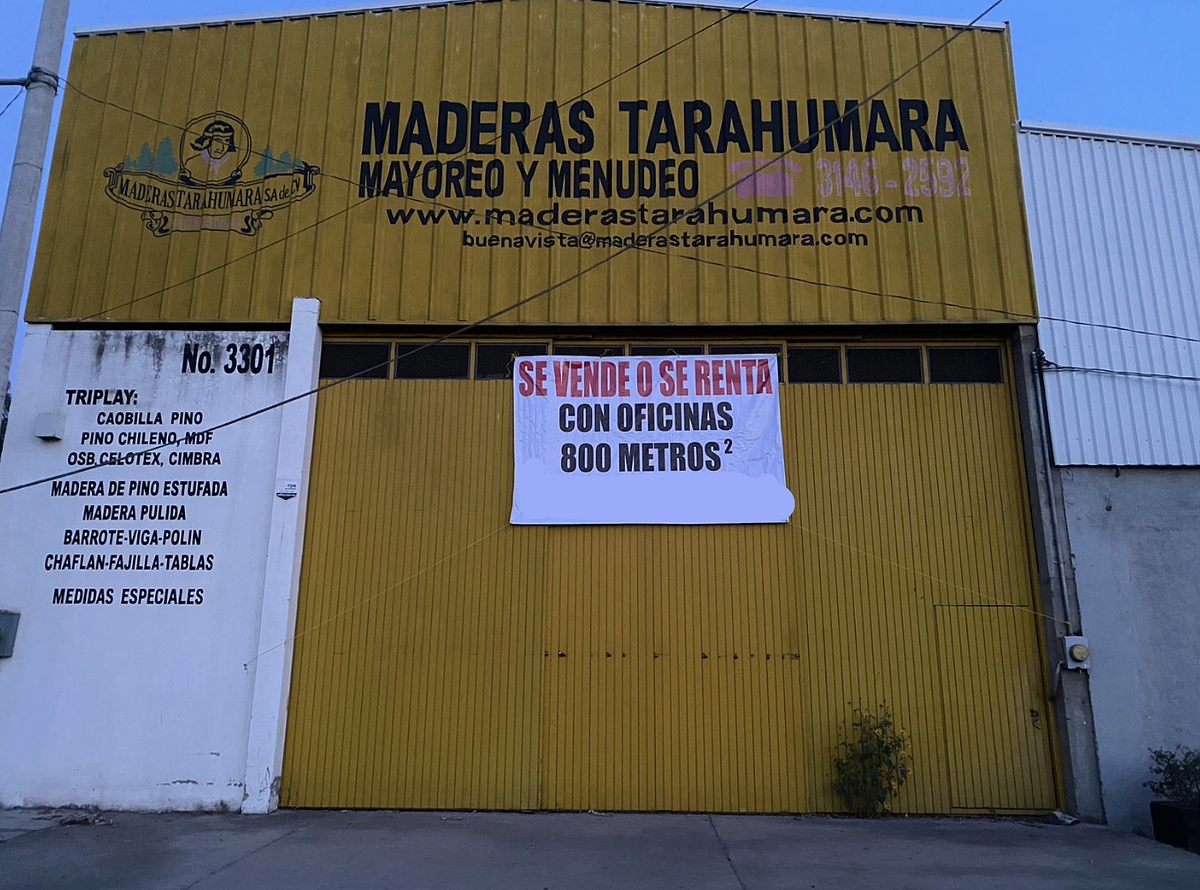 MADERAS TARAHUMARA
MAYOREO Y MENUDEO 3146-2592
www.maderastarahumara.com
buenavista@maderastarahumara.com
MADERAS TARAHUMARA S.A de C.V
No. 3301
TRIPLAY:
CAOBILLA PINO
PINO CHILENO, MDF
OSB, CELOTEX, CIMBRA
MADERA DE PINO ESTUFADA
MADERA PULIDA
BARROTE-VIGA-POLIN
CHAFLAN-FAJILLA-TABLAS
MEDIDAS ESPECIALES
SE VENDE O SE RENTA
CON OFICINAS
800 METROS²